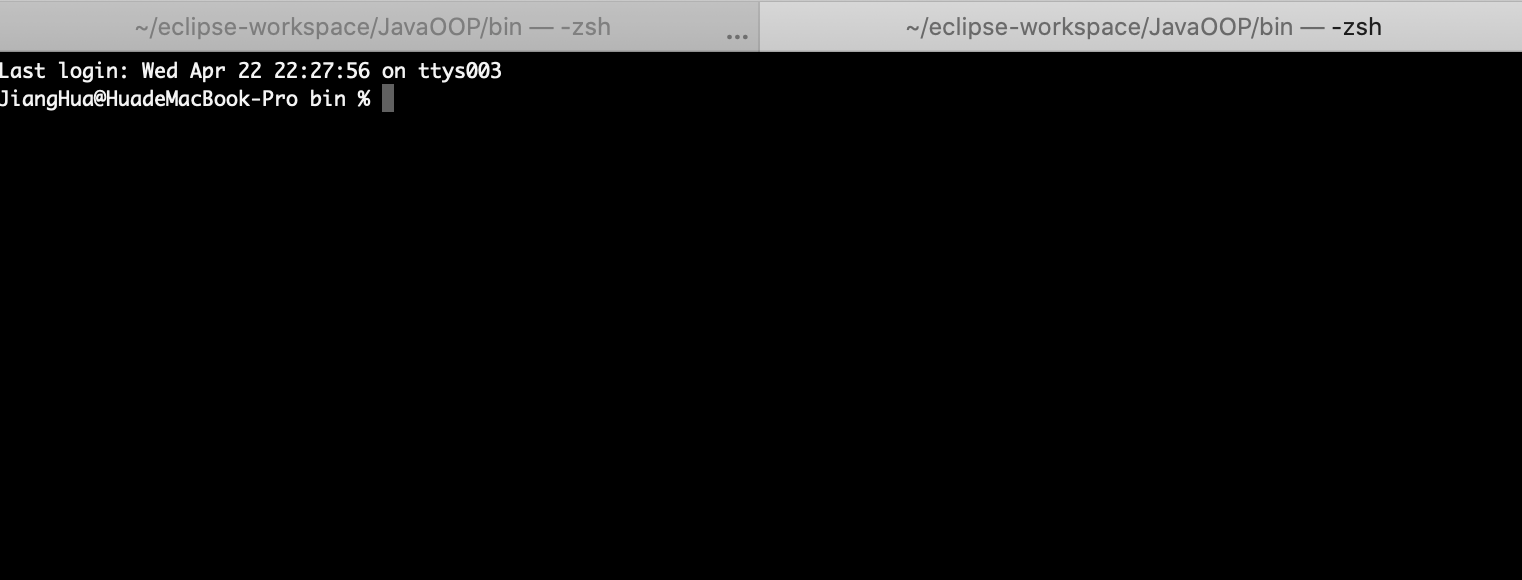 ~/eclipse-workspace/JavaOOP/bin — -zsh ... ~/eclipse-workspace/JavaOOP/bin — -zsh
Last login: Wed Apr 22 22:27:56 on ttys003
JiangHua@HuadeMacBook-Pro bin %